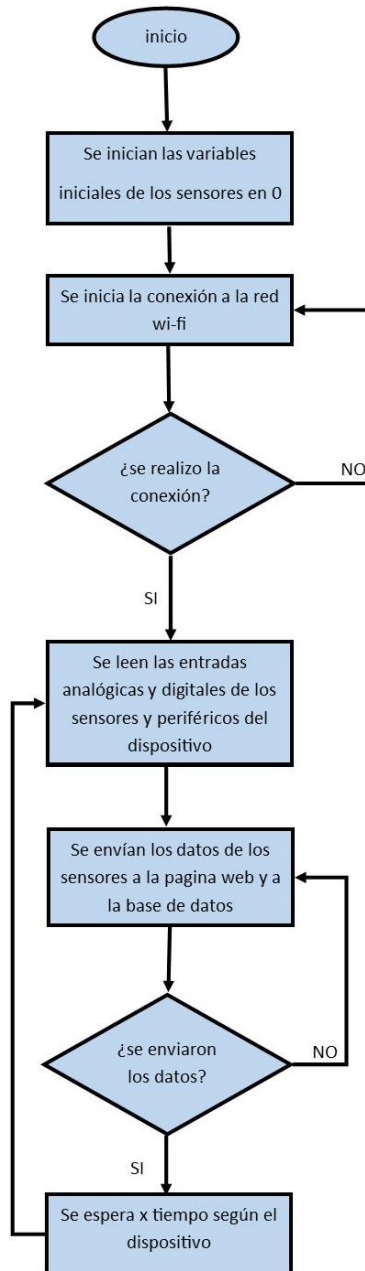 inicio
Se inician las variables
iniciales de los sensores en 0
Se inicia la conexión a la red
wi-fi
¿se realizo la
conexión?
NO
SI
Se leen las entradas
analógicas y digitales de los
sensores y periféricos del
dispositivo
Se envían los datos de los
sensores a la pagina web y a
la base de datos
¿se enviaron
los datos?
NO
SI
Se espera x tiempo según el
dispositivo